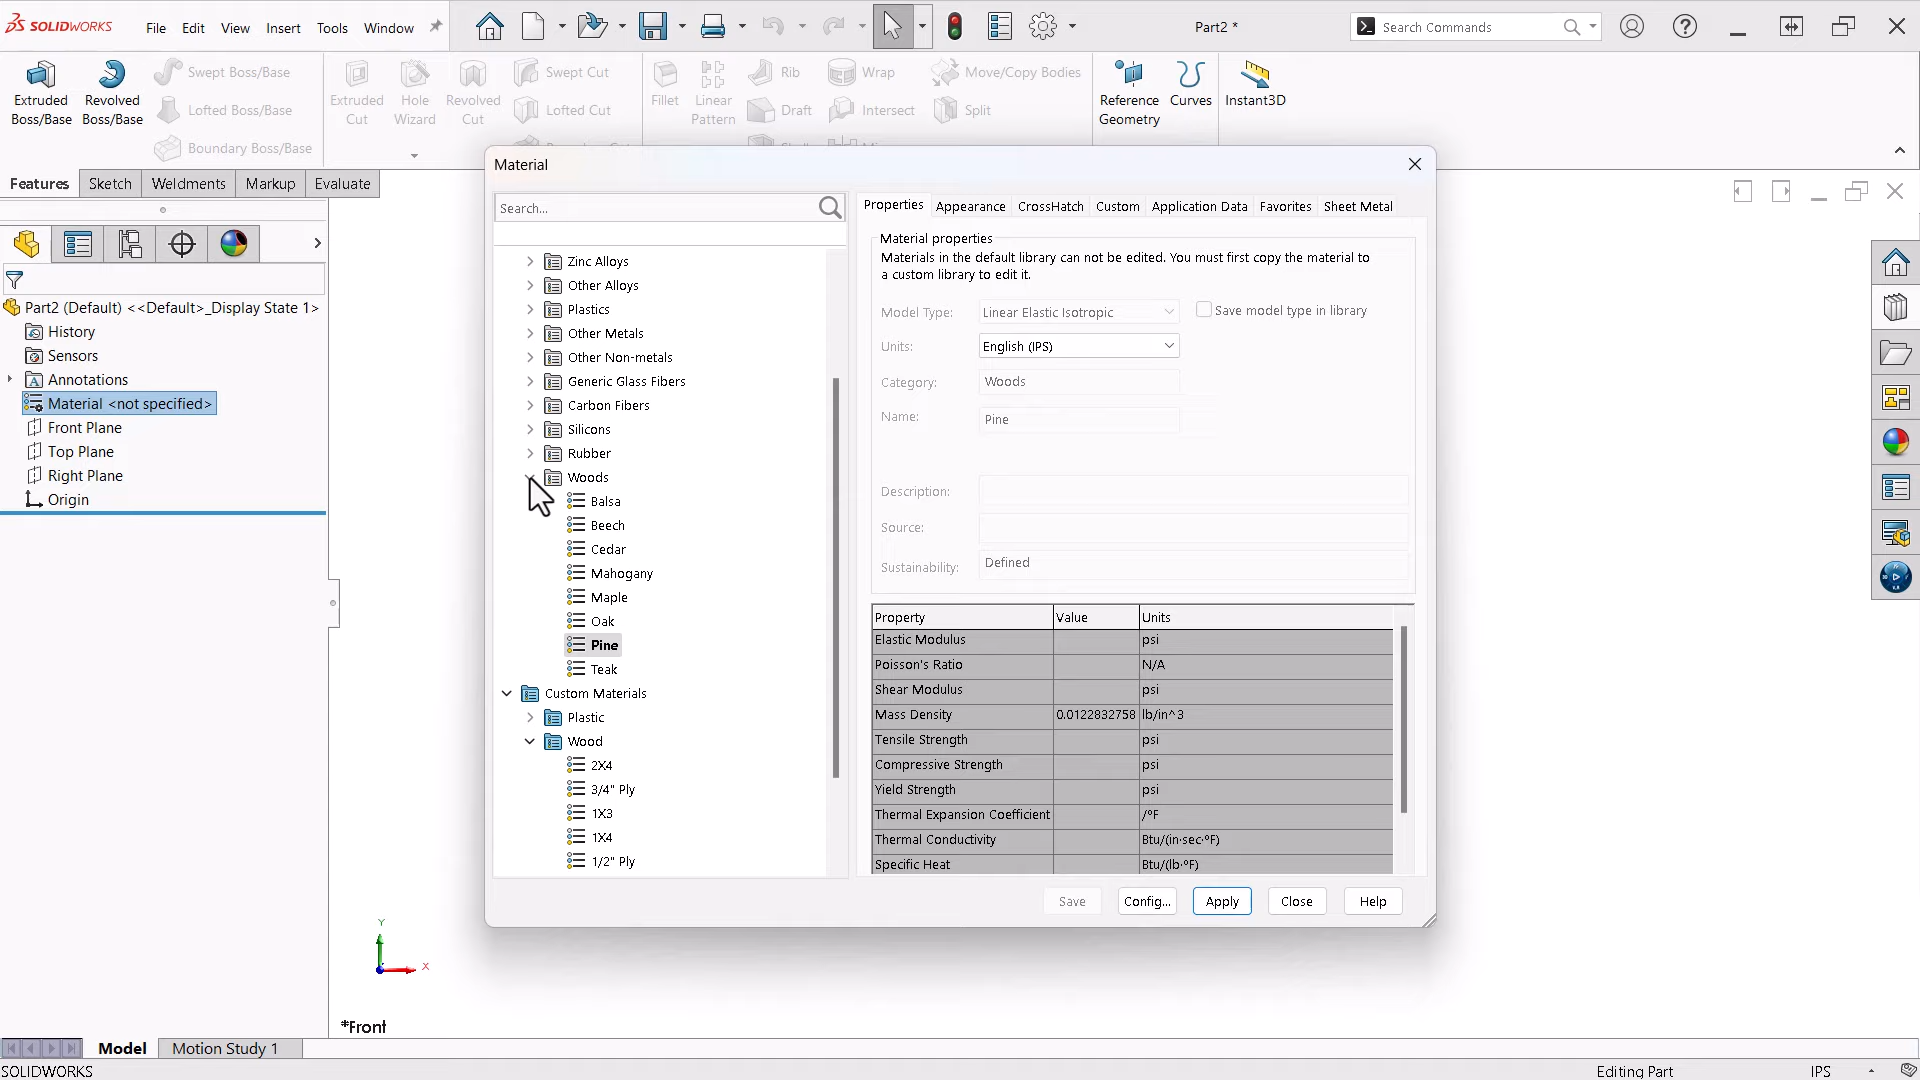 SOLIDWORKS
File Edit View Insert Tools Window
Part2 *
Search Commands
Extruded Boss/Base
Revolved Boss/Base
Swept Boss/Base
Lofted Boss/Base
Boundary Boss/Base
Extruded Cut
Hole Wizard
Revolved Cut
Swept Cut
Lofted Cut
Fillet
Linear Pattern
Rib
Draft
Wrap
Intersect
Move/Copy Bodies
Split
Reference Geometry
Curves
Instant3D
Features Sketch Weldments Markup Evaluate
Part2 (Default) <<Default>_Display State 1>
History
Sensors
Annotations
Material <not specified>
Front Plane
Top Plane
Right Plane
Origin
Material
Search...
Zinc Alloys
Other Alloys
Plastics
Other Metals
Other Non-metals
Generic Glass Fibers
Carbon Fibers
Silicons
Rubber
Woods
Balsa
Beech
Cedar
Mahogany
Maple
Oak
Pine
Teak
Custom Materials
Plastic
Wood
2X4
3/4" Ply
1X3
1X4
1/2" Ply
Properties Appearance CrossHatch Custom Application Data Favorites Sheet Metal
Material properties
Materials in the default library can not be edited. You must first copy the material to
a custom library to edit it.
Model Type: Linear Elastic Isotropic Save model type in library
Units: English (IPS)
Category: Woods
Name: Pine
Description:
Source:
Sustainability: Defined
Property Value Units
Elastic Modulus psi
Poisson's Ratio N/A
Shear Modulus psi
Mass Density 0.0122832758 lb/in^3
Tensile Strength psi
Compressive Strength psi
Yield Strength psi
Thermal Expansion Coefficient /°F
Thermal Conductivity Btu/(in·sec·°F)
Specific Heat Btu/(lb·°F)
Save Config... Apply Close Help
Y
X
*Front
Model Motion Study 1
SOLIDWORKS
Editing Part IPS